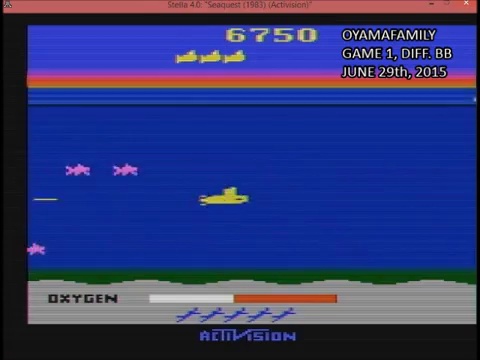 Stella 4.0: "Seaquest (1983) (Activision)"
6750
OYAMAFAMILY
GAME 1, DIFF. BB
JUNE 29th, 2015
OXYGEN
ACTIVISION